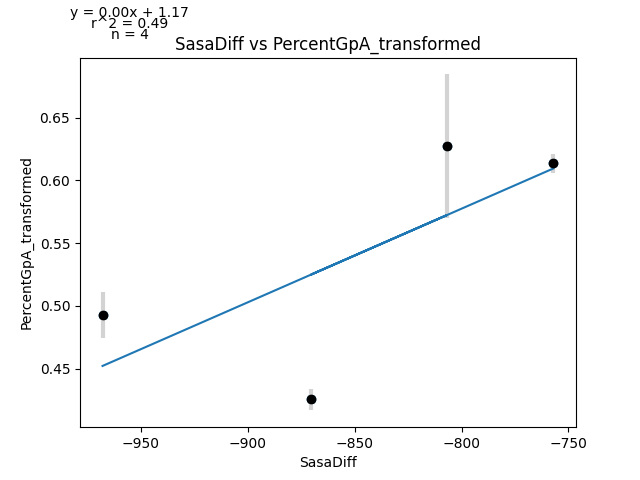 y = 0.00x + 1.17
r^2 = 0.49
n = 4
SasaDiff vs PercentGpA_transformed
0.65
0.60
0.55
0.50
0.45
PercentGpA_transformed
−950
−900
−850
−800
−750
SasaDiff